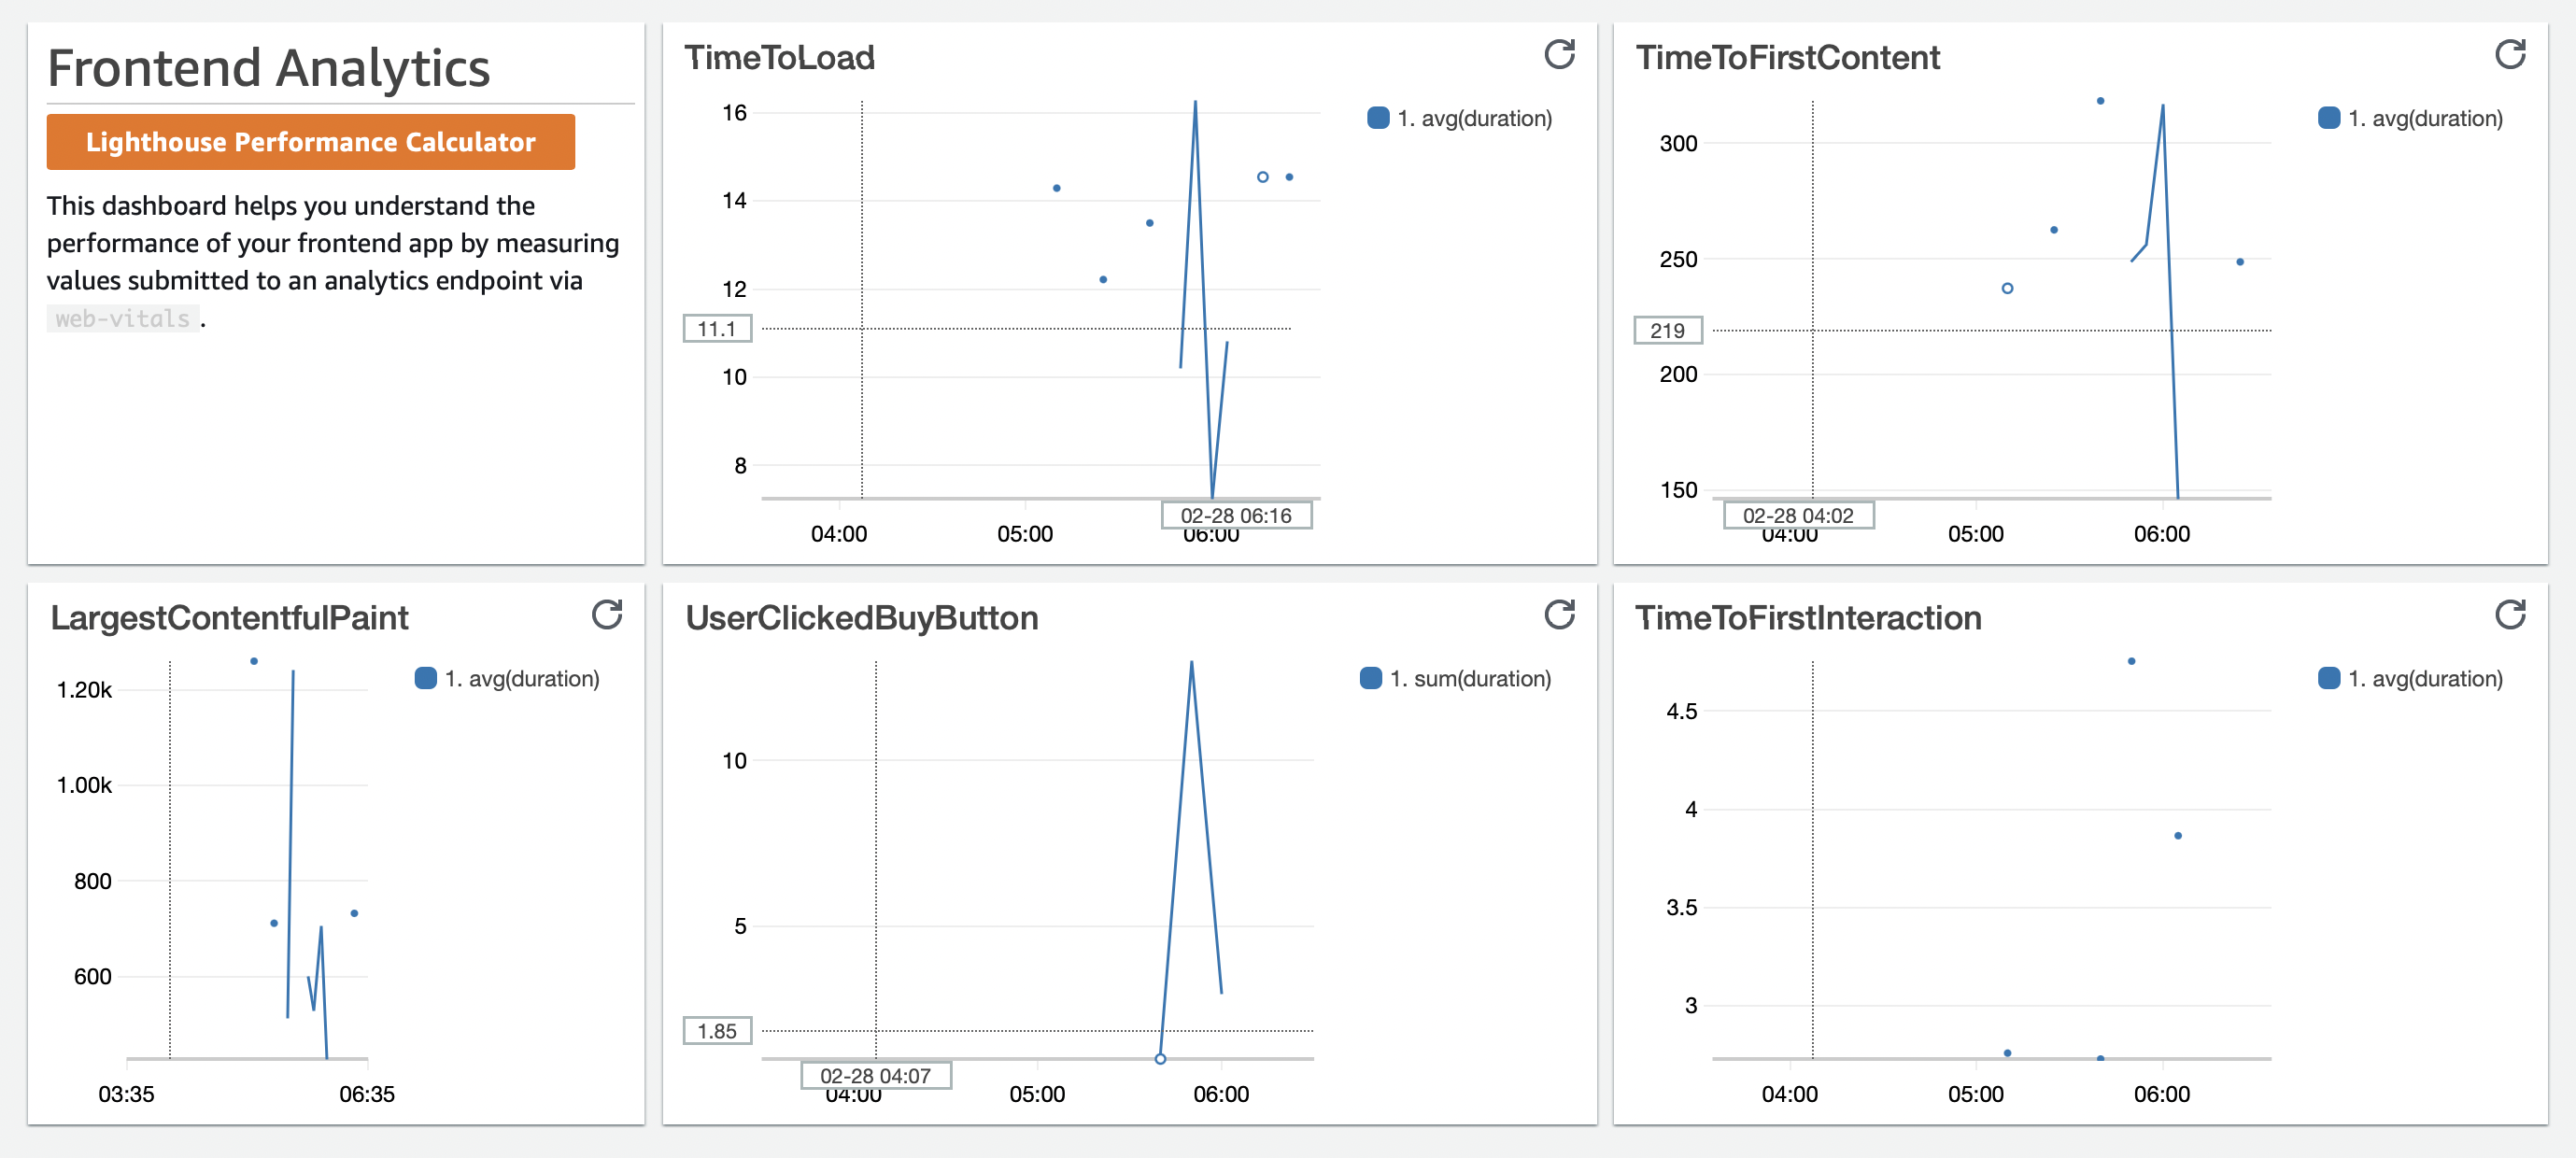 Frontend Analytics
Lighthouse Performance Calculator
This dashboard helps you understand the
performance of your frontend app by measuring
values submitted to an analytics endpoint via
web-vitals .
TimeToLoad
1. avg(duration)
16
14
12
11.1
10
8
02-28 06:16
04:00
05:00
06:00
TimeToFirstContent
1. avg(duration)
300
250
219
200
150
02-28 04:02
04:00
05:00
06:00
LargestContentfulPaint
1. avg(duration)
1.20k
1.00k
800
600
03:35
06:35
UserClickedBuyButton
1. sum(duration)
10
5
1.85
02-28 04:07
04:00
05:00
06:00
TimeToFirstInteraction
1. avg(duration)
4.5
4
3.5
3
04:00
05:00
06:00